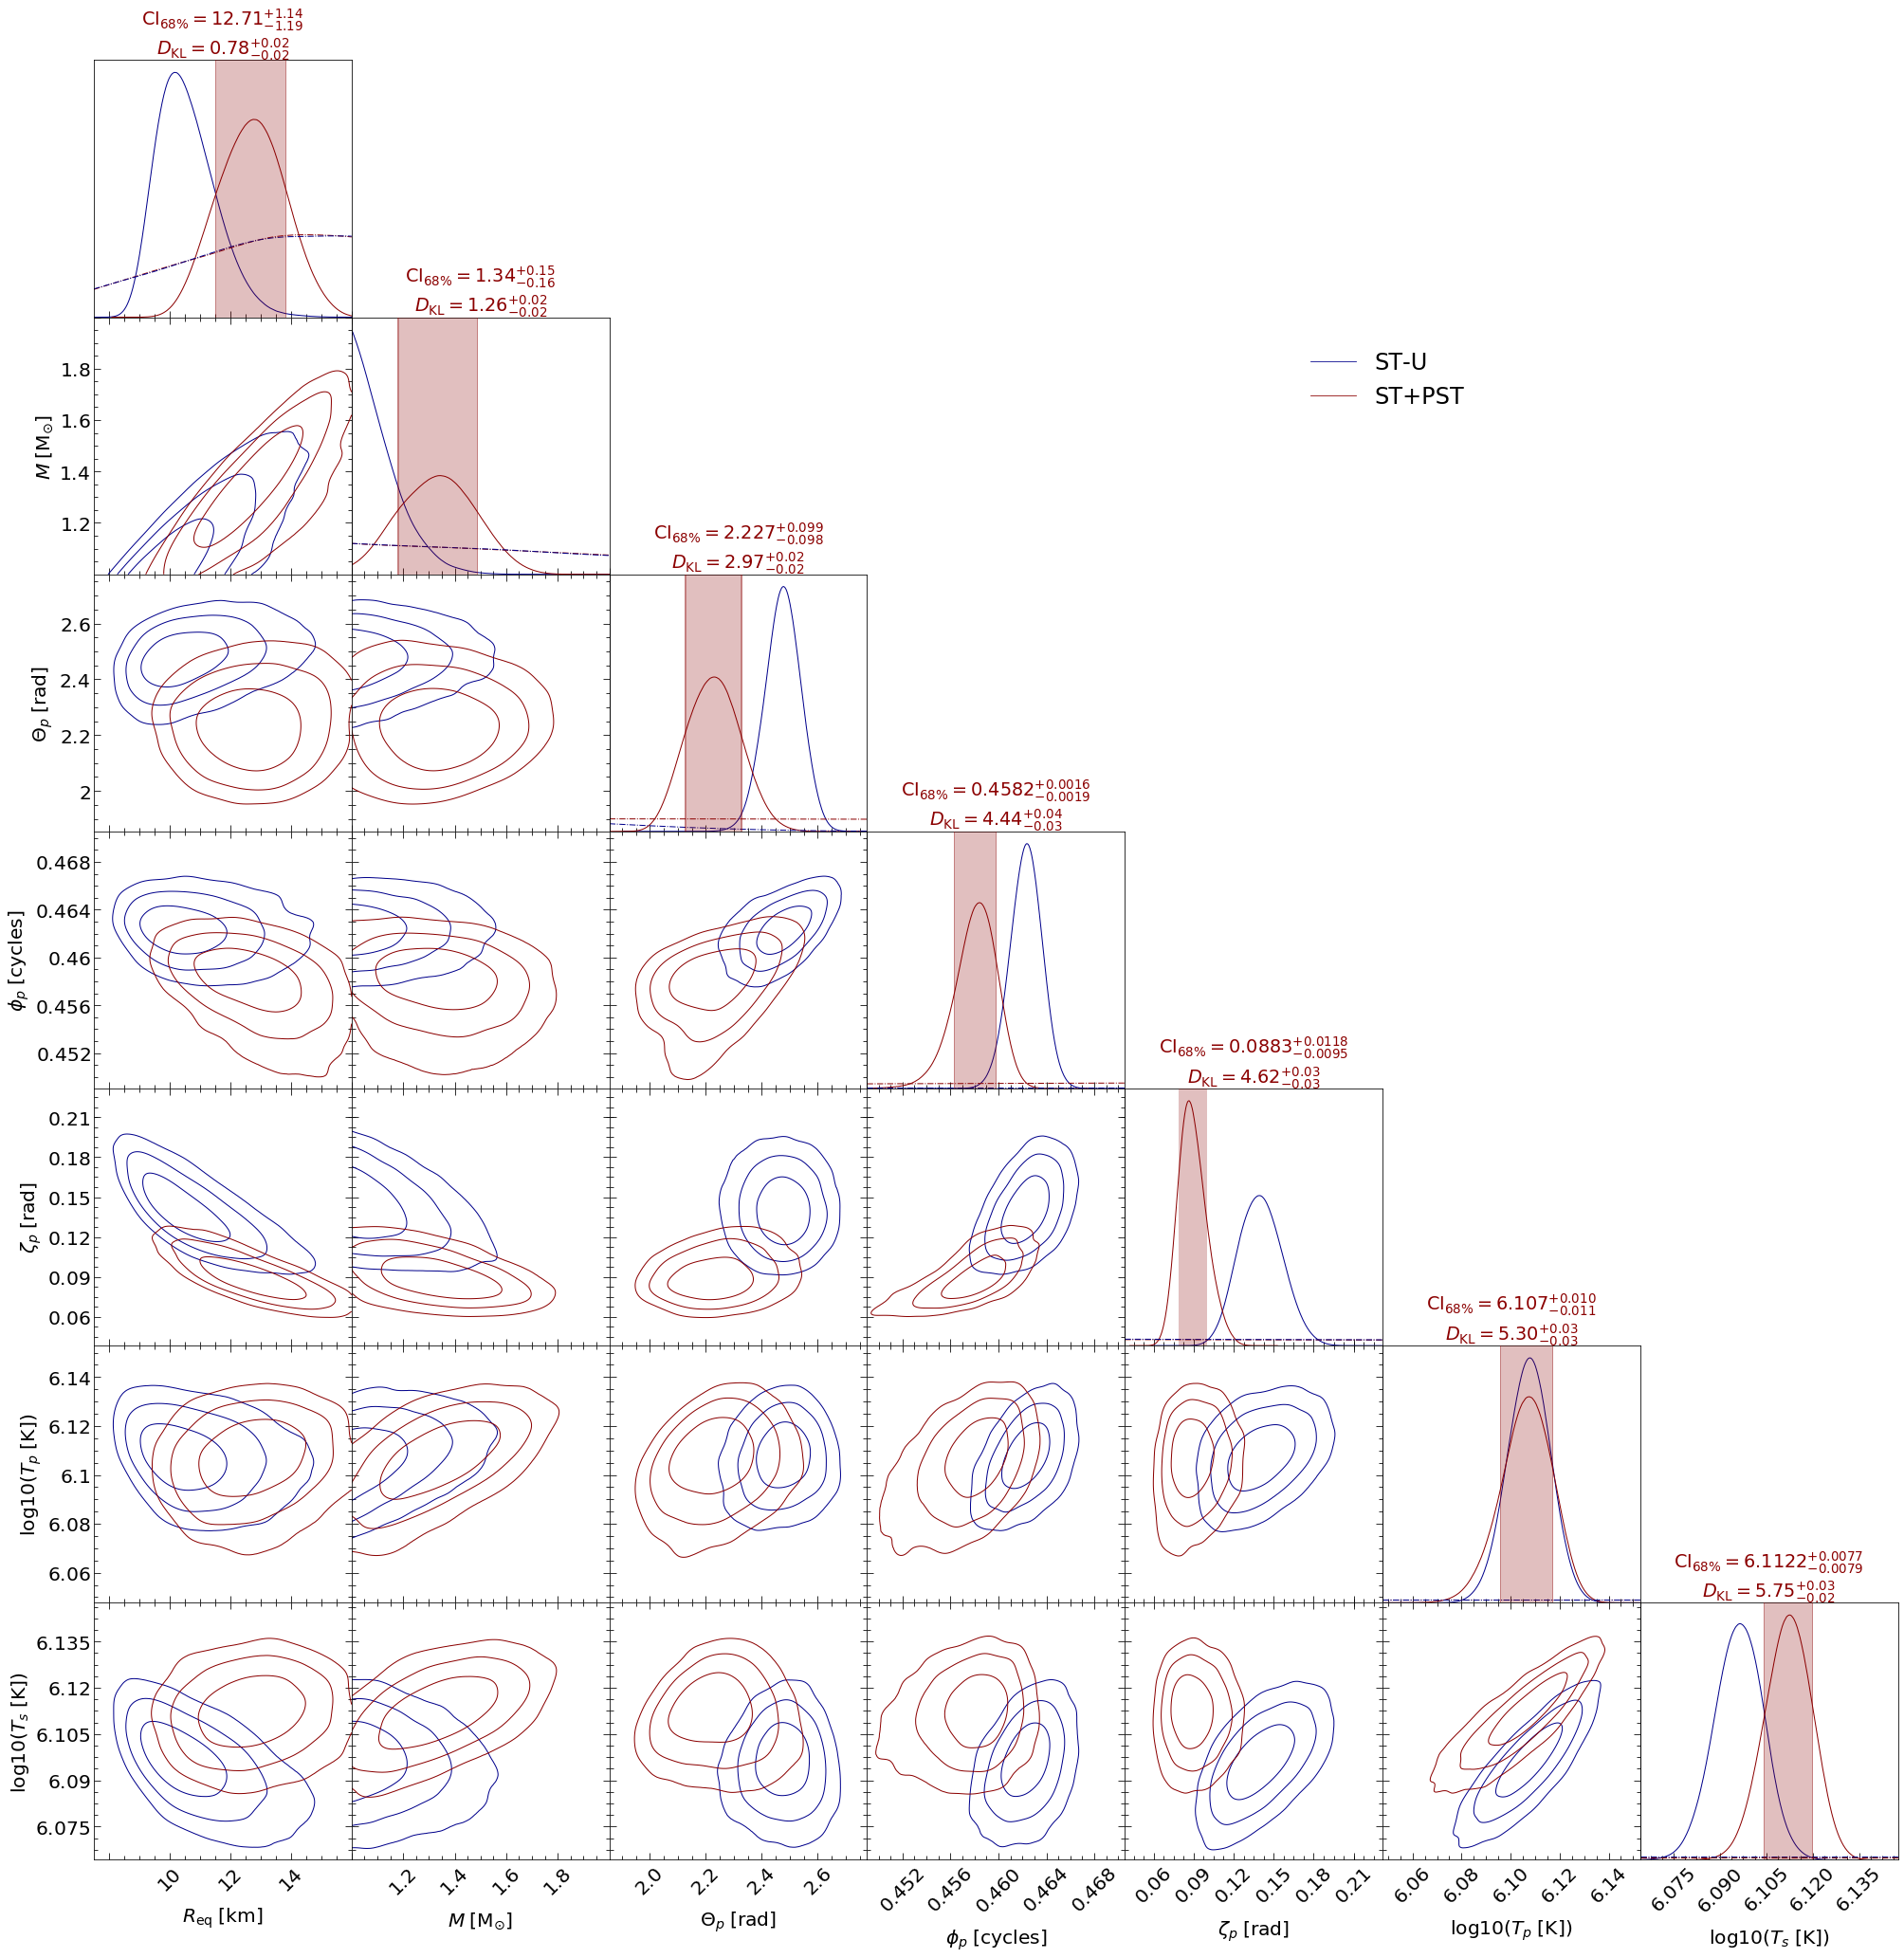 CI68% = 12.71 +1.14 −1.19
DKL = 0.78 +0.02 −0.02
CI68% = 1.34 +0.15 −0.16
DKL = 1.26 +0.02 −0.02
ST-U
ST+PST
1.8
1.6
1.4
1.2
M [M⊙]
CI68% = 2.227 +0.099 −0.098
DKL = 2.97 +0.02 −0.02
2.6
2.4
2.2
2
Θp [rad]
CI68% = 0.4582 +0.0016 −0.0019
DKL = 4.44 +0.04 −0.03
0.468
0.464
0.46
0.456
0.452
ϕp [cycles]
CI68% = 0.0883 +0.0118 −0.0095
DKL = 4.62 +0.03 −0.03
0.21
0.18
0.15
0.12
0.09
0.06
ζp [rad]
CI68% = 6.107 +0.010 −0.011
DKL = 5.30 +0.03 −0.03
6.14
6.12
6.1
6.08
6.06
log10(Tp [K])
CI68% = 6.1122 +0.0077 −0.0079
DKL = 5.75 +0.03 −0.02
6.135
6.12
6.105
6.09
6.075
log10(Ts [K])
10 12 14
1.2 1.4 1.6 1.8
2.0 2.2 2.4 2.6
0.452 0.456 0.460 0.464 0.468
0.06 0.09 0.12 0.15 0.18 0.21
6.06 6.08 6.10 6.12 6.14
6.075 6.090 6.105 6.120 6.135
Req [km]
M [M⊙]
Θp [rad]
ϕp [cycles]
ζp [rad]
log10(Tp [K])
log10(Ts [K])